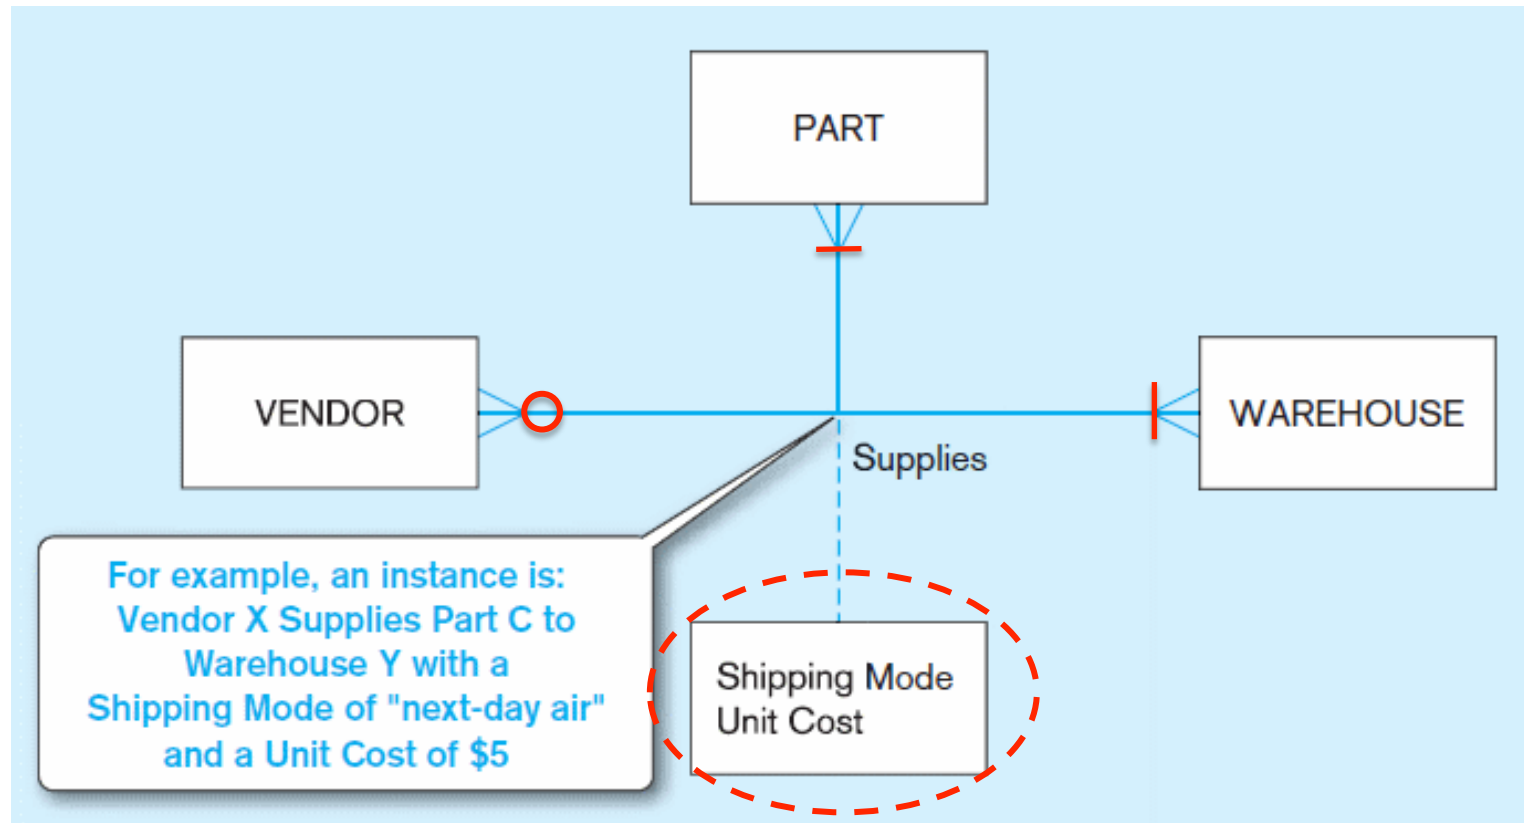 PART
VENDOR
WAREHOUSE
Supplies
For example, an instance is:
Vendor X Supplies Part C to
Warehouse Y with a
Shipping Mode of "next-day air"
and a Unit Cost of $5
Shipping Mode
Unit Cost